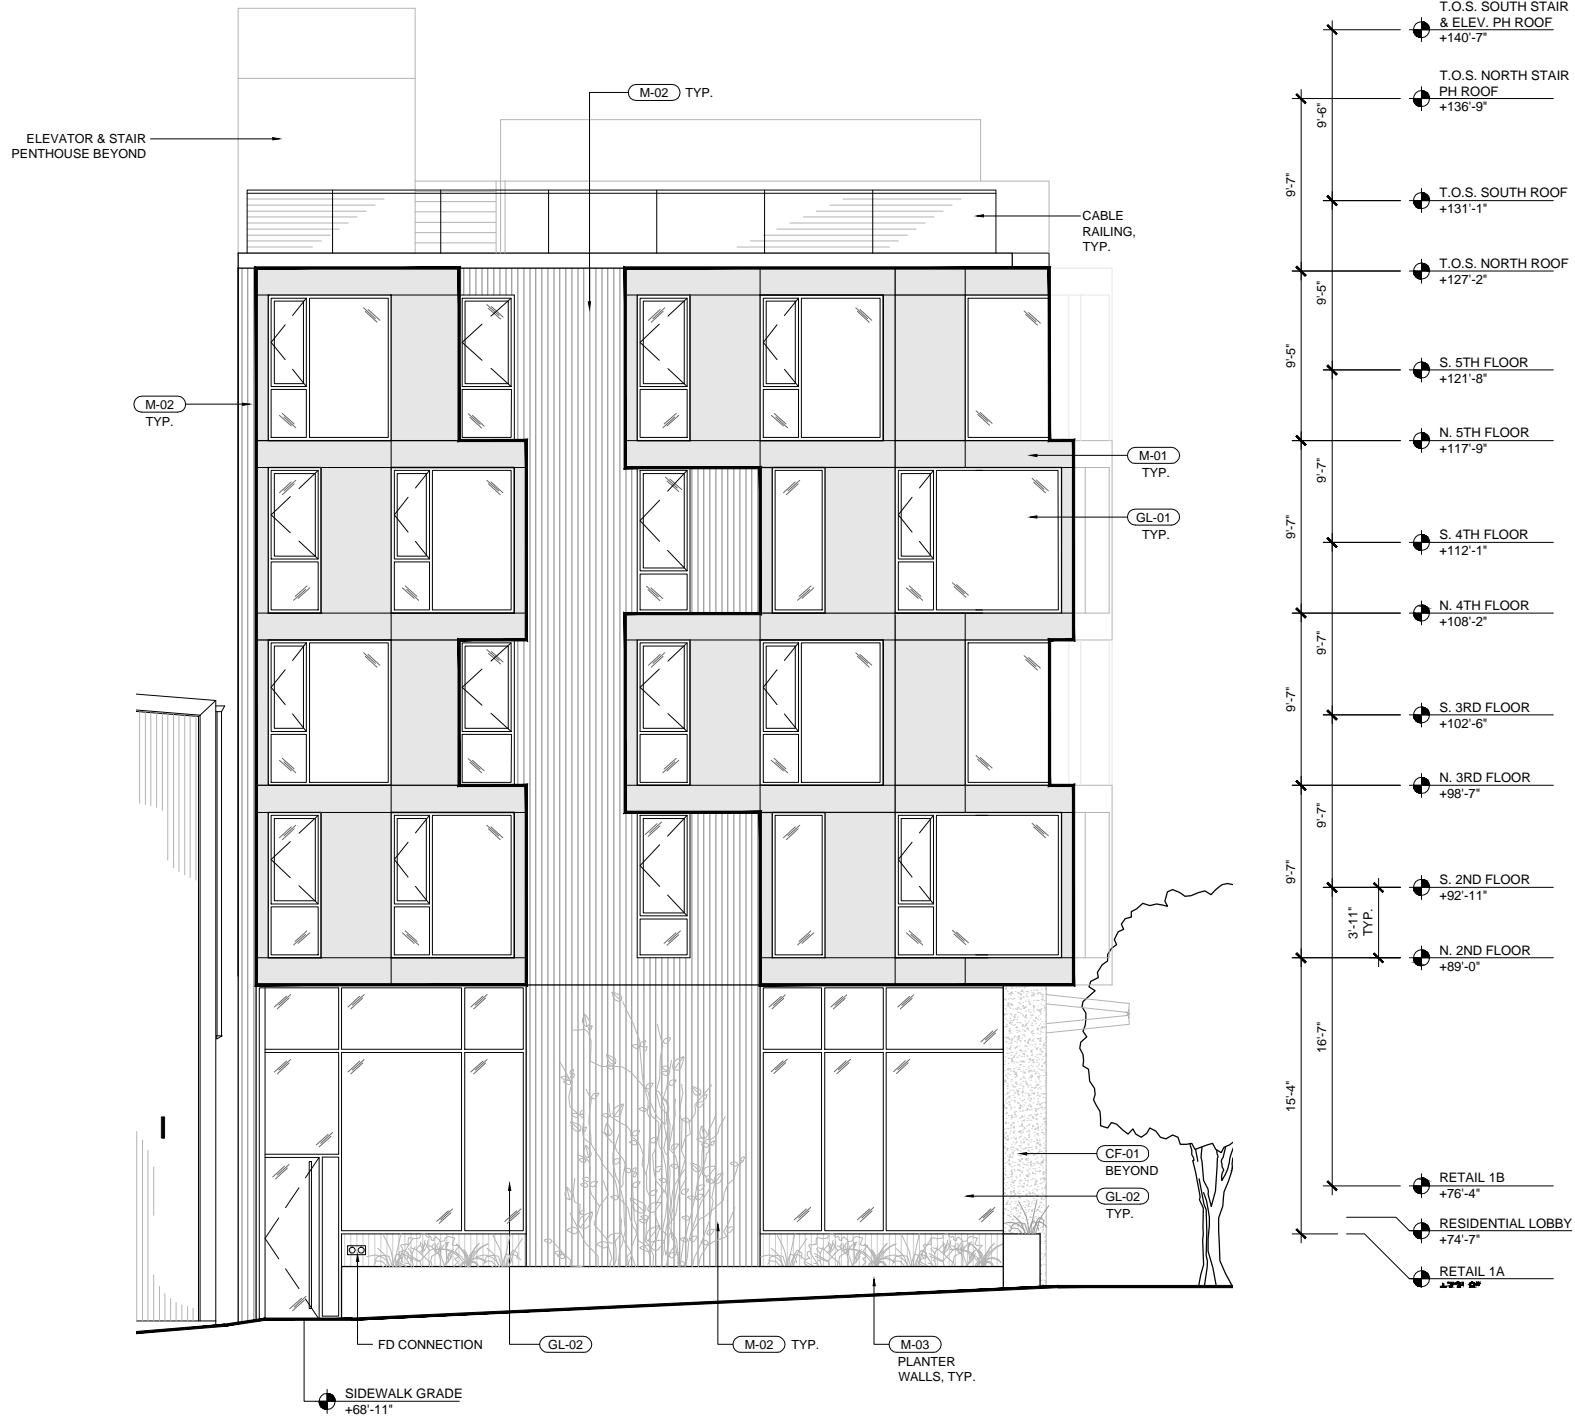 T.O.S. SOUTH STAIR
& ELEV. PH ROOF
+140'-7"
T.O.S. NORTH STAIR
PH ROOF
+136'-9"
9'-6"
9'-7"
T.O.S. SOUTH ROOF
+131'-1"
T.O.S. NORTH ROOF
+127'-2"
9'-5"
9'-5"
S. 5TH FLOOR
+121'-8"
N. 5TH FLOOR
+117'-9"
9'-7"
9'-7"
S. 4TH FLOOR
+112'-1"
N. 4TH FLOOR
+108'-2"
9'-7"
9'-7"
S. 3RD FLOOR
+102'-6"
N. 3RD FLOOR
+98'-7"
9'-7"
9'-7"
S. 2ND FLOOR
+92'-11"
3'-11"
TYP.
N. 2ND FLOOR
+89'-0"
16'-7"
15'-4"
RETAIL 1B
+76'-4"
RESIDENTIAL LOBBY
+74'-7"
RETAIL 1A
M-02 TYP.
ELEVATOR & STAIR
PENTHOUSE BEYOND
CABLE
RAILING,
TYP.
M-02
TYP.
M-01
TYP.
GL-01
TYP.
CF-01
BEYOND
GL-02
TYP.
FD CONNECTION
GL-02
M-02 TYP.
M-03
PLANTER
WALLS, TYP.
SIDEWALK GRADE
+68'-11"